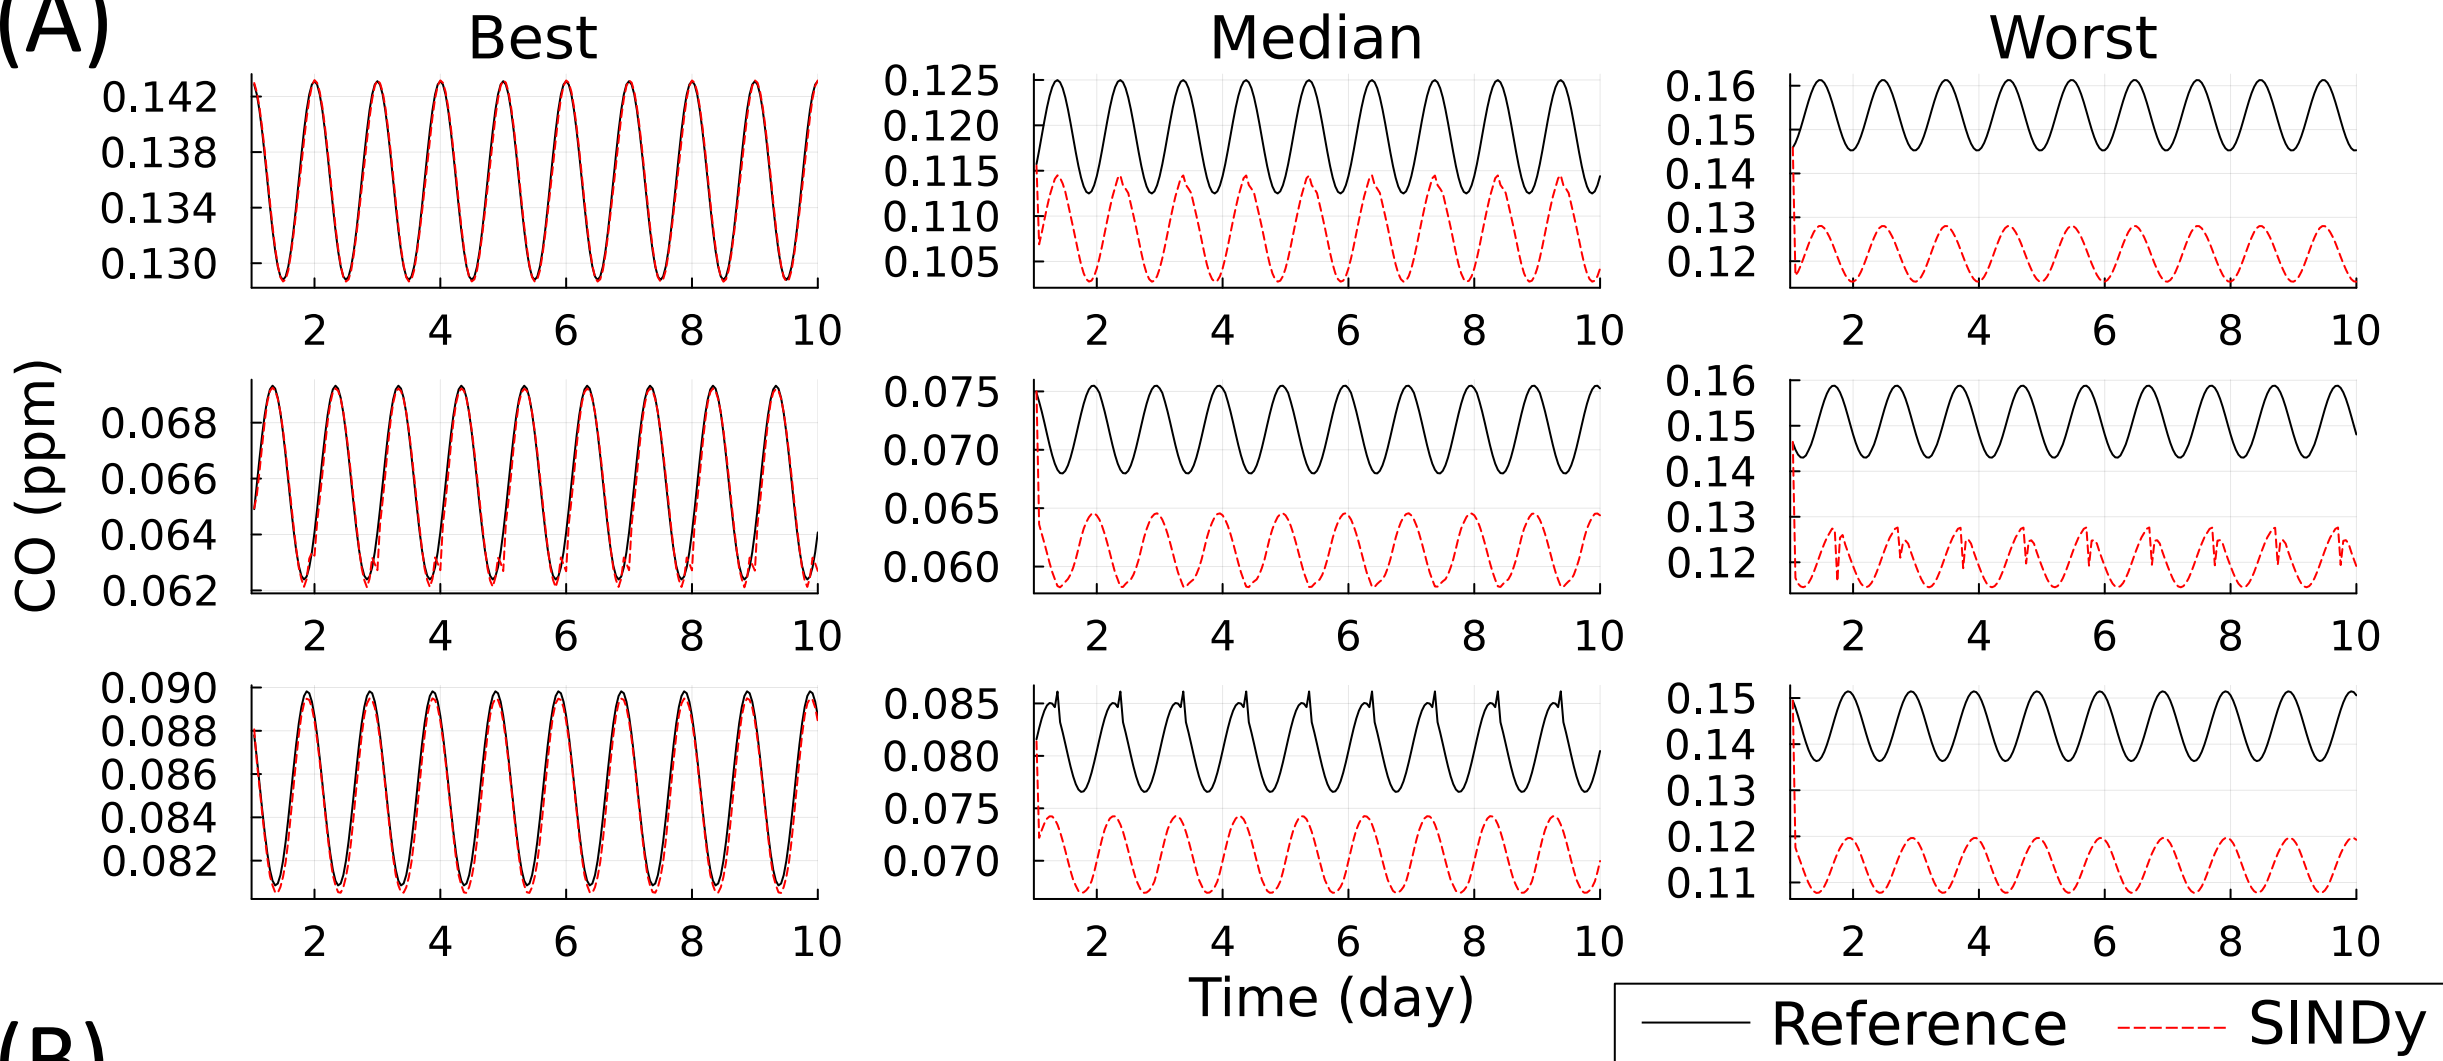 (A)
Best
Median
Worst
0.142
0.138
0.134
0.130
2 4 6 8 10
0.125
0.120
0.115
0.110
0.105
2 4 6 8 10
0.16
0.15
0.14
0.13
0.12
2 4 6 8 10
CO (ppm)
0.068
0.066
0.064
0.062
2 4 6 8 10
0.075
0.070
0.065
0.060
2 4 6 8 10
0.16
0.15
0.14
0.13
0.12
2 4 6 8 10
0.090
0.088
0.086
0.084
0.082
2 4 6 8 10
0.085
0.080
0.075
0.070
2 4 6 8 10
0.15
0.14
0.13
0.12
0.11
2 4 6 8 10
Time (day)
Reference
SINDy
(B)